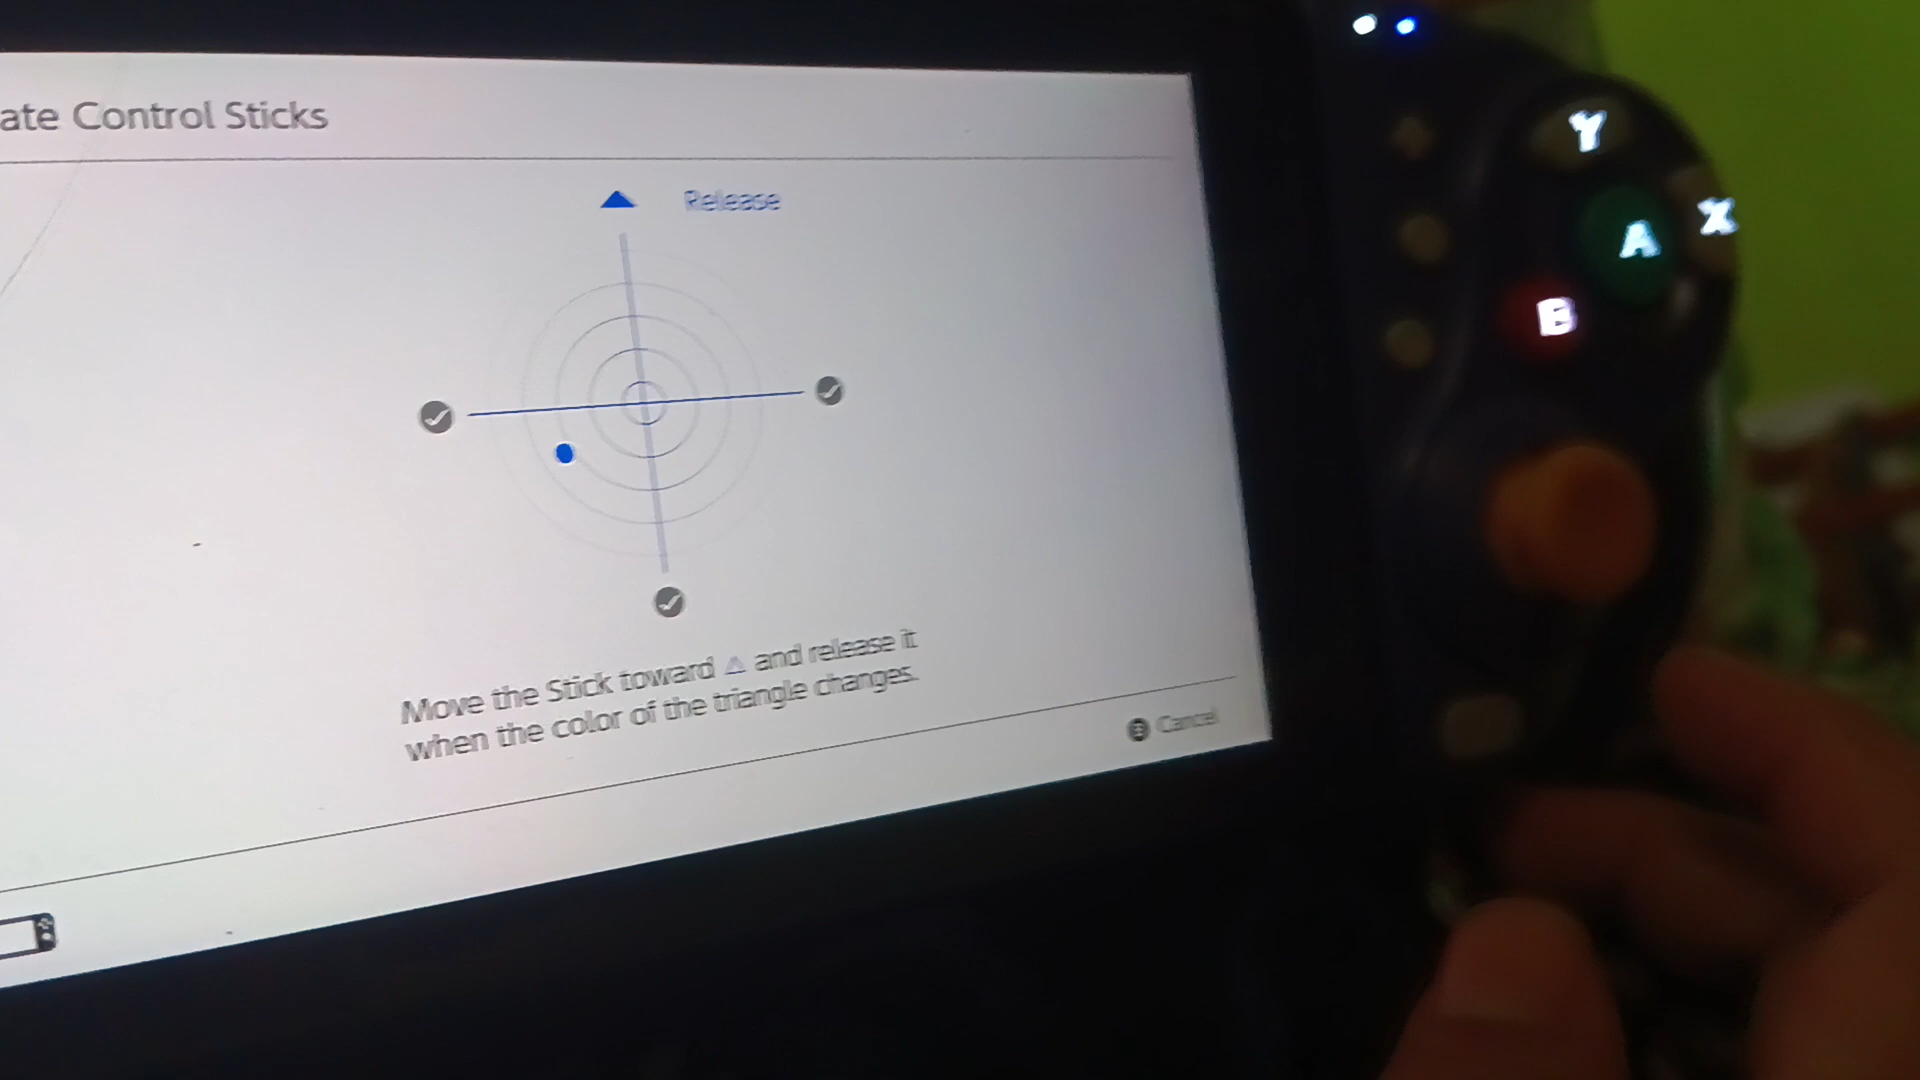 ate Control Sticks
Release
Move the Stick toward △ and release it
when the color of the triangle changes.
Cancel
Y
X
A
B